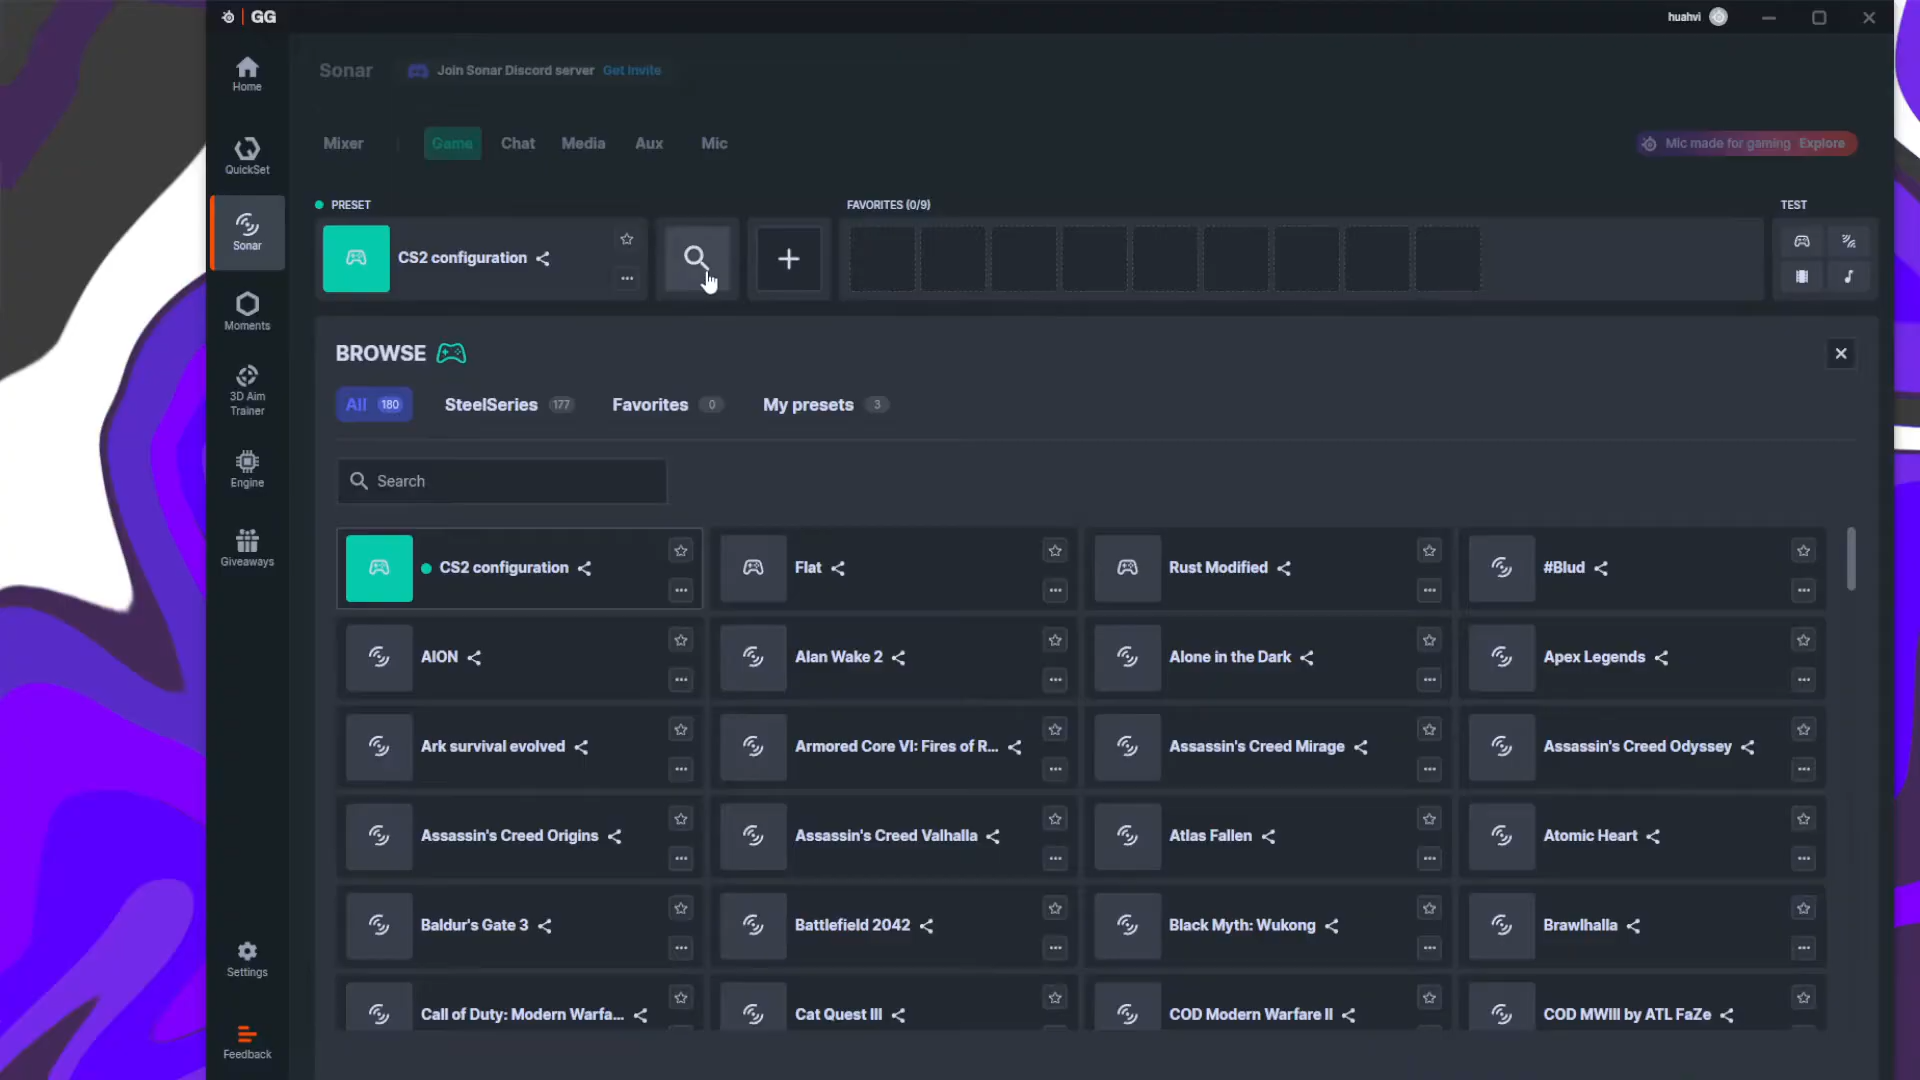 GG
huahvi
Home
QuickSet
Sonar
Moments
3D Aim
Trainer
Engine
Giveaways
Settings
Feedback
Sonar
Join Sonar Discord server Get Invite
Mixer
Game
Chat
Media
Aux
Mic
Mic made for gaming Explore
PRESET
FAVORITES (0/9)
TEST
CS2 configuration
BROWSE
All 180
SteelSeries 177
Favorites 0
My presets 3
Search
CS2 configuration
Flat
Rust Modified
#Blud
AION
Alan Wake 2
Alone in the Dark
Apex Legends
Ark survival evolved
Armored Core VI: Fires of R...
Assassin's Creed Mirage
Assassin's Creed Odyssey
Assassin's Creed Origins
Assassin's Creed Valhalla
Atlas Fallen
Atomic Heart
Baldur's Gate 3
Battlefield 2042
Black Myth: Wukong
Brawlhalla
Call of Duty: Modern Warfa...
Cat Quest III
COD Modern Warfare II
COD MWIII by ATL FaZe